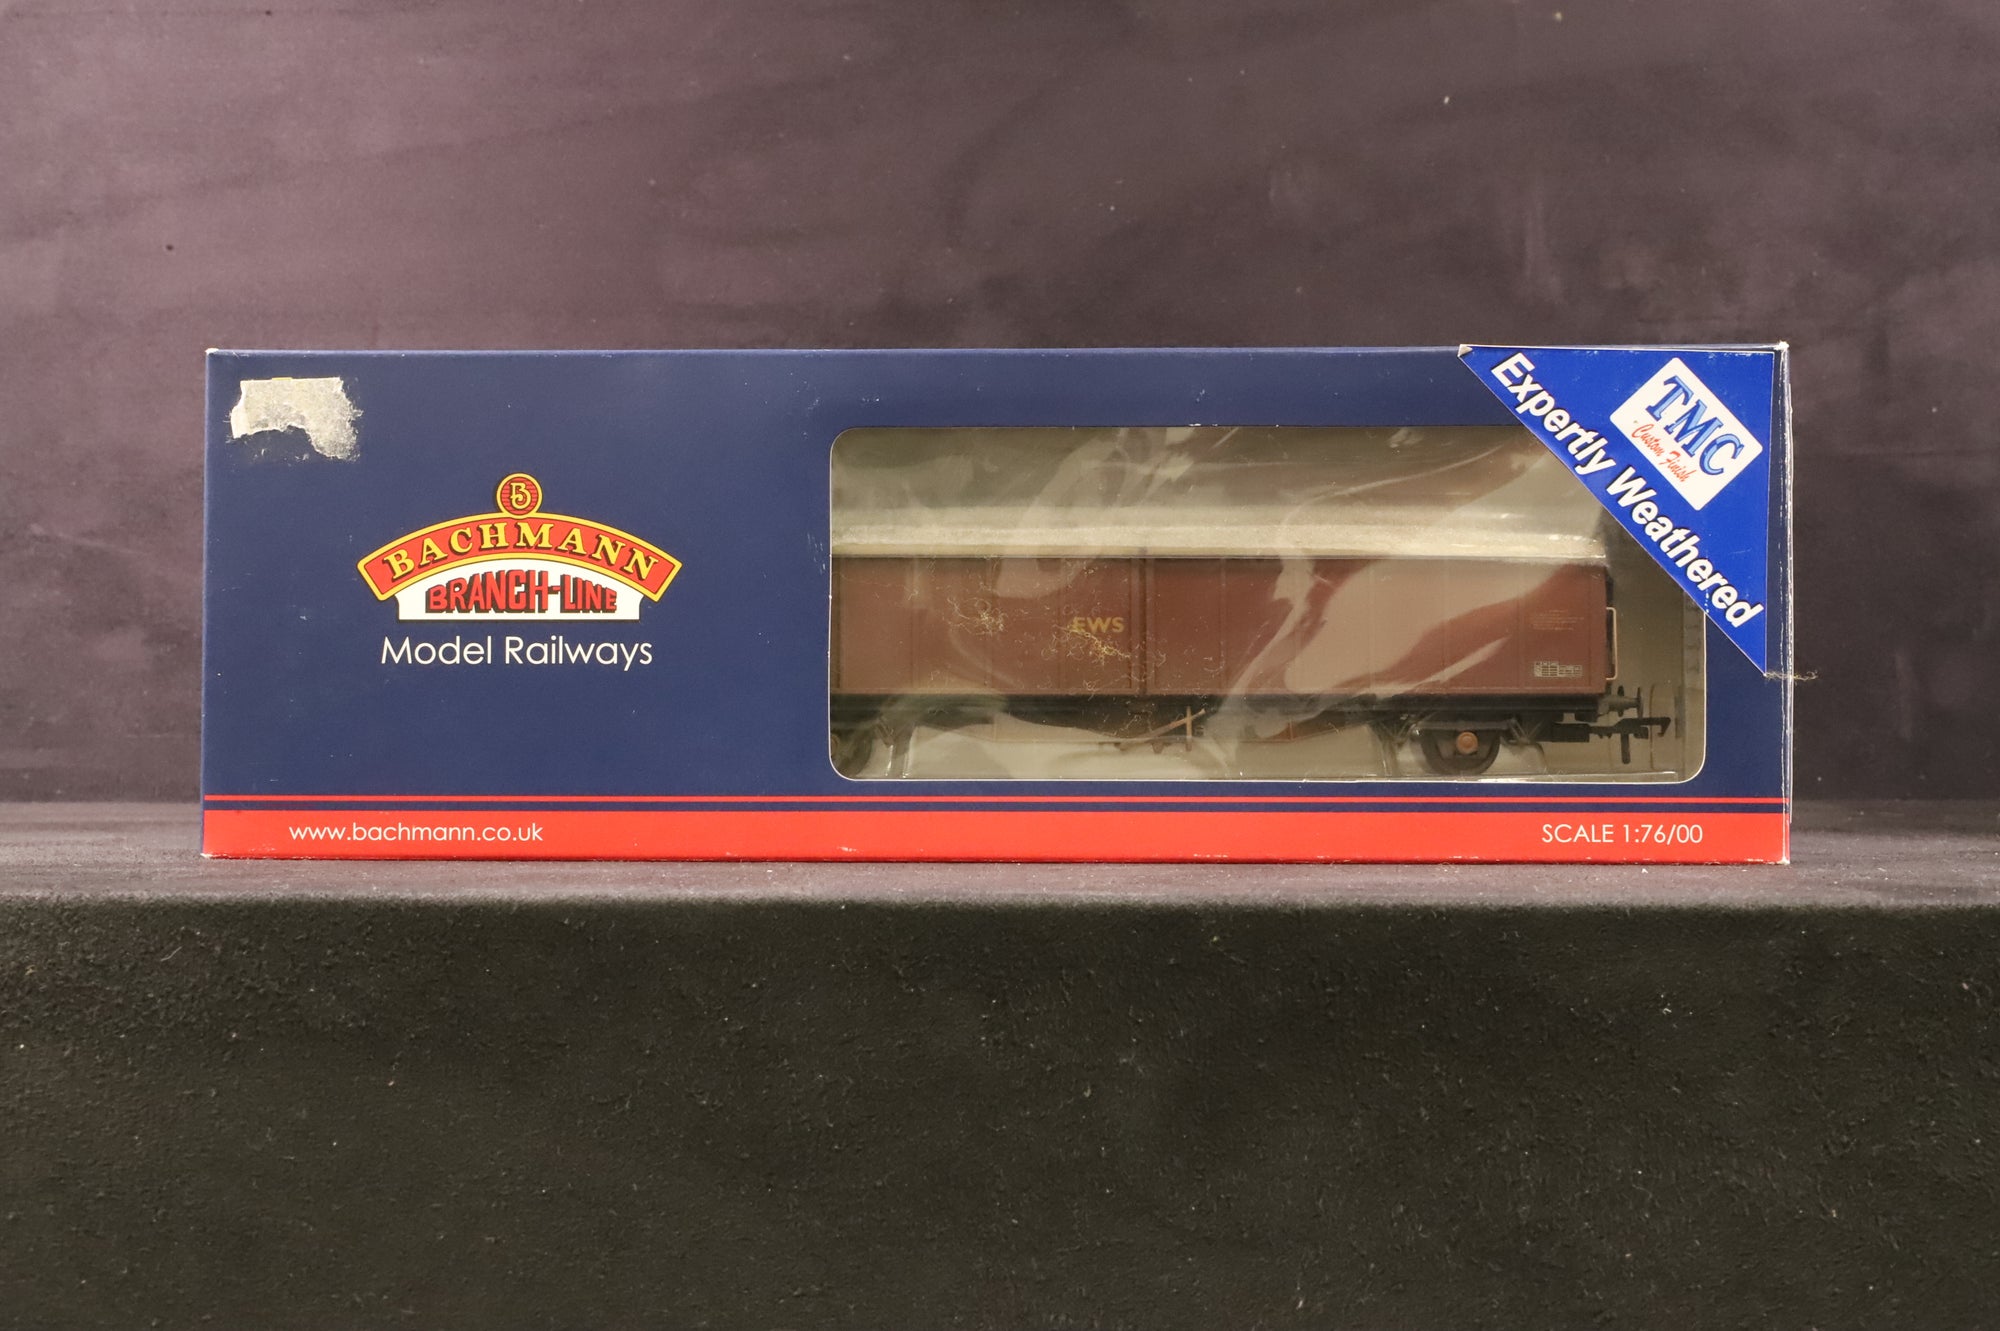 B
BACHMANN
BRANCH-LINE
Model Railways
www.bachmann.co.uk
EWS
TMC
Custom Finish
Expertly Weathered
SCALE 1:76/00